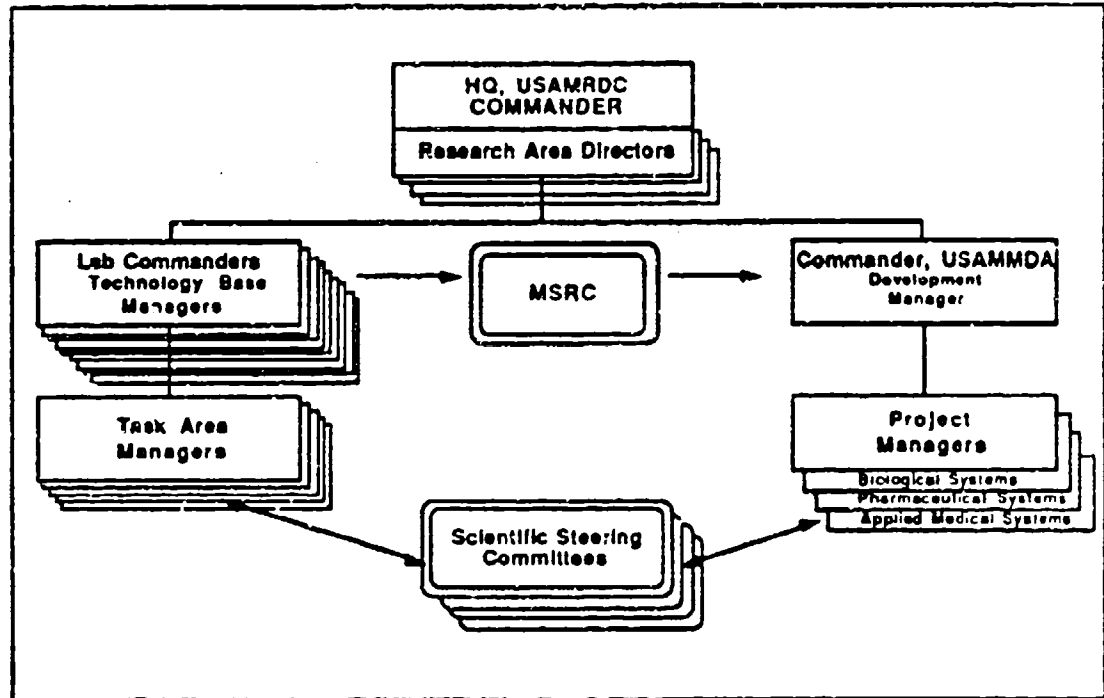 HQ, USAMRDC
COMMANDER
Research Area Directors
Lab Commanders
Technology Base
Managers
MSRC
Commander, USAMMDA
Development
Manager
Task Area
Managers
Project
Managers
Biological Systems
Pharmaceutical Systems
Applied Medical Systems
Scientific Steering
Committees